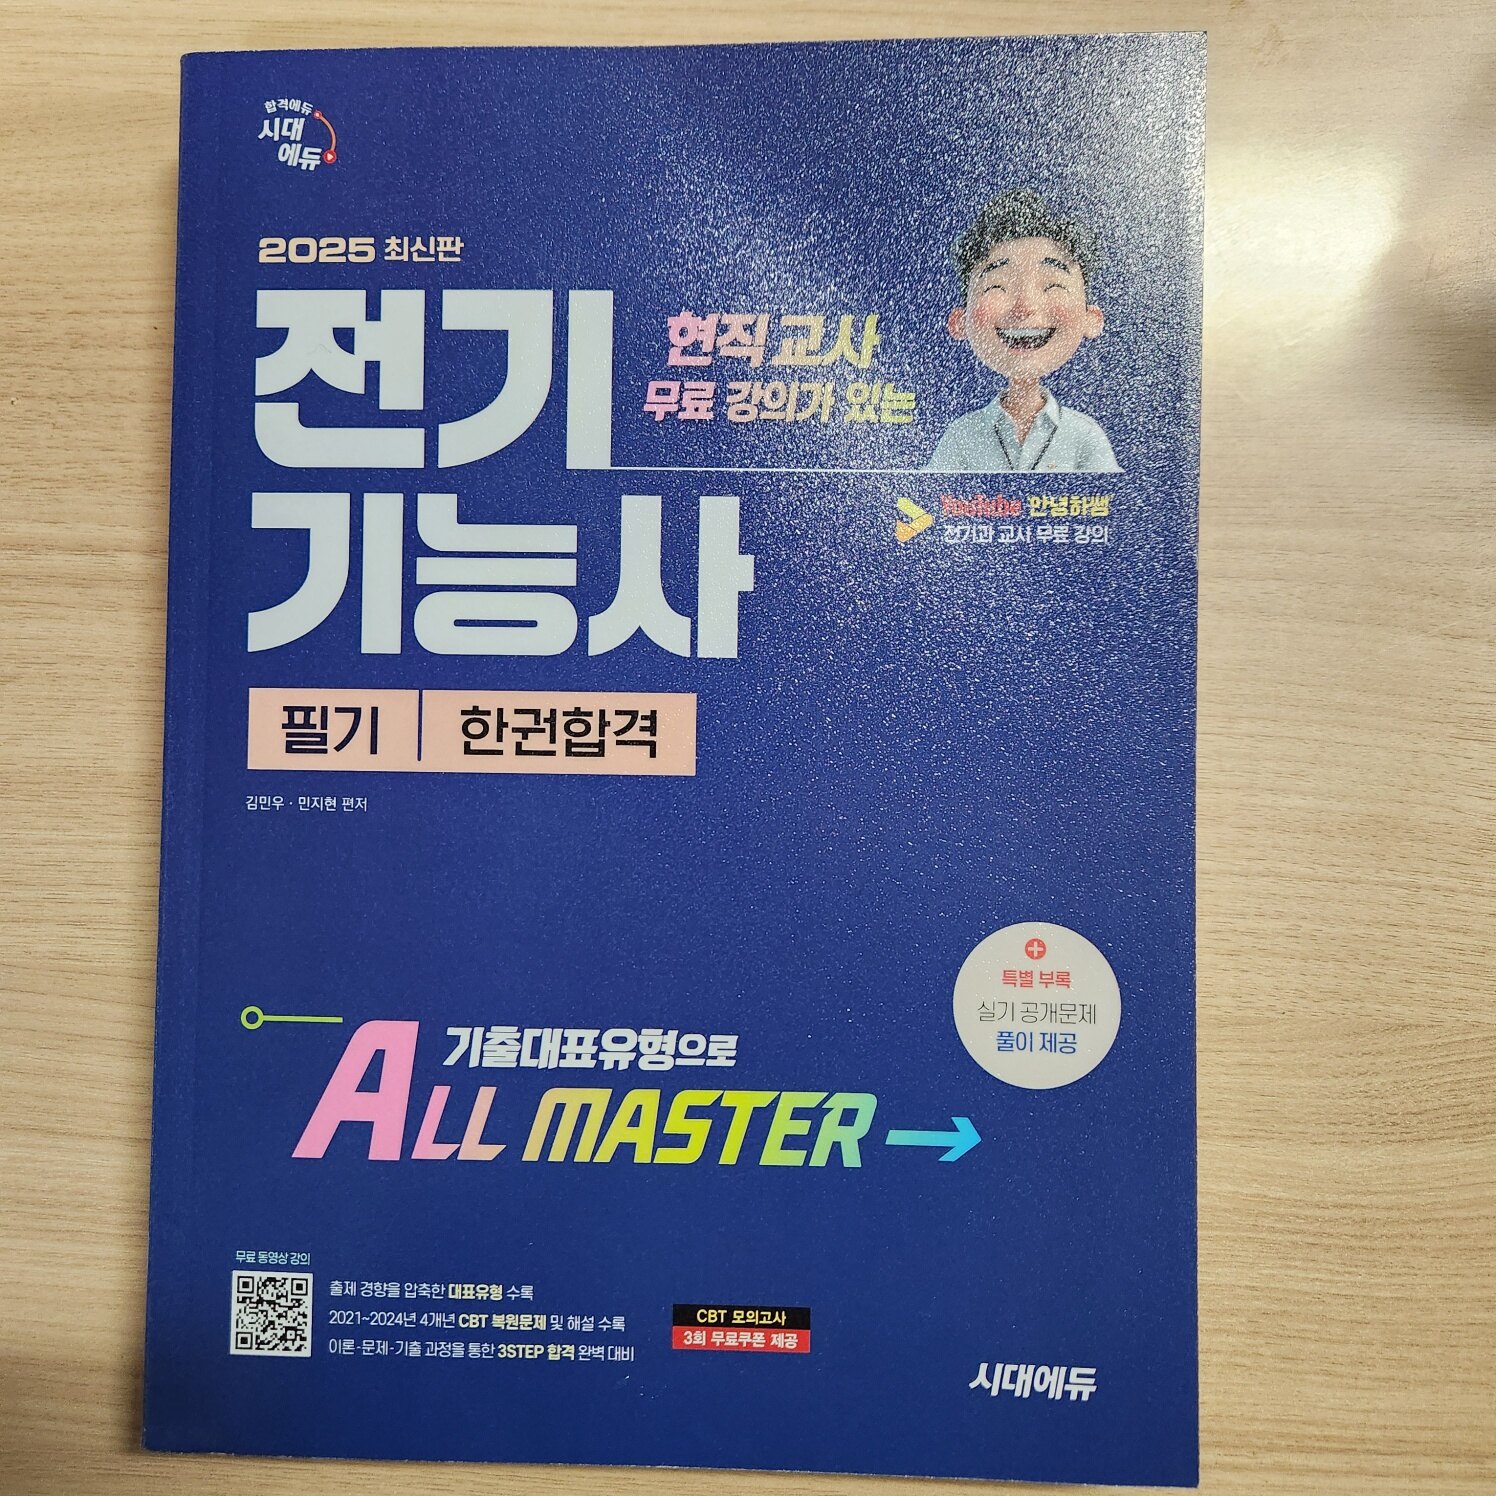 합격에듀
시대
에듀
2025 최신판
전기
현직 교사
무료 강의가 있는
YouTube 안녕하쌤
전기과 교사 무료 강의
기능사
필기 한권합격
김민우 · 민지현 편저
특별 부록
실기 공개문제
풀이 제공
기출대표유형으로
ALL MASTER
무료 동영상 강의
출제 경향을 압축한 대표유형 수록
2021~2024년 4개년 CBT 복원문제 및 해설 수록
이론-문제-기출 과정을 통한 3STEP 합격 완벽 대비
CBT 모의고사
3회 무료쿠폰 제공
시대에듀